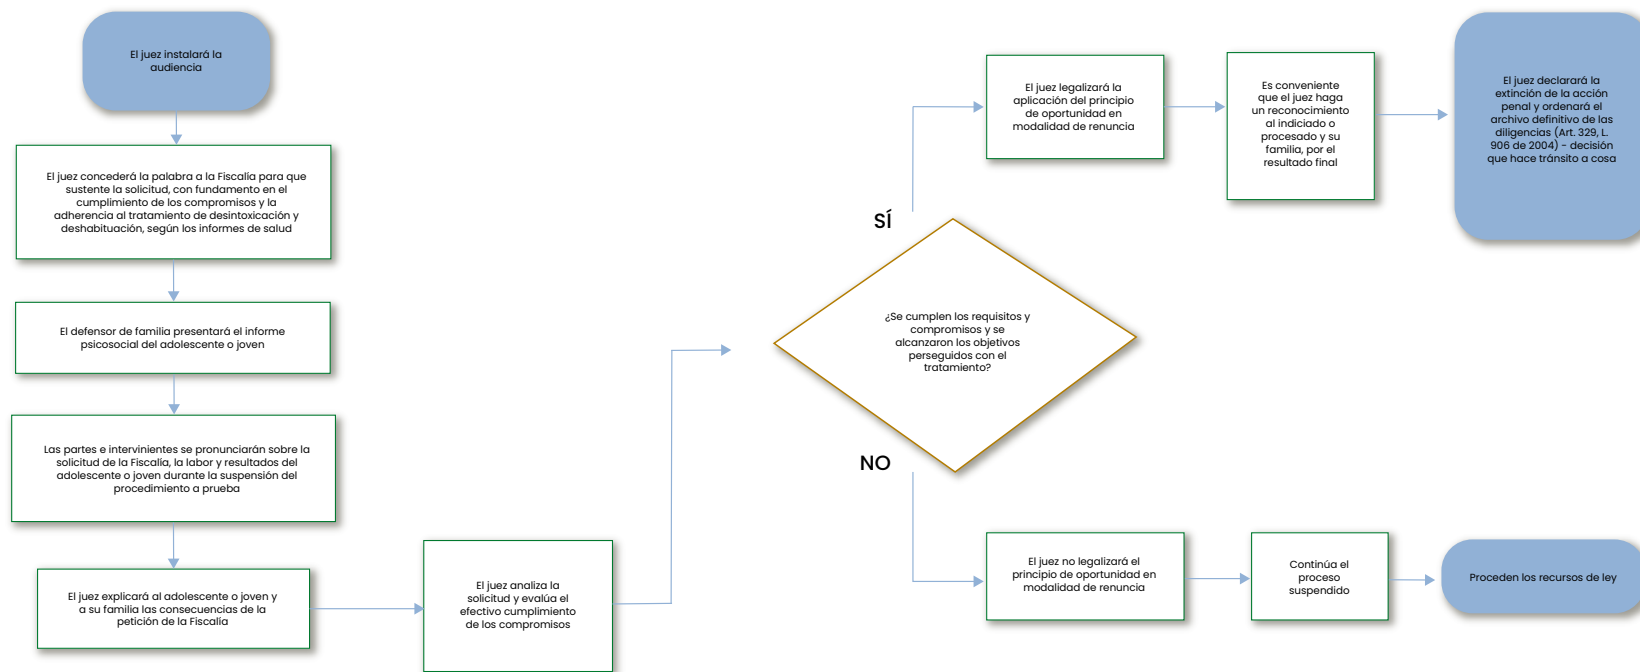 El juez instalará la
audiencia
El juez concederá la palabra a la Fiscalía para que
sustente la solicitud, con fundamento en el
cumplimiento de los compromisos y la
adherencia al tratamiento de desintoxicación y
deshabituación, según los informes de salud
El defensor de familia presentará el informe
psicosocial del adolescente o joven
Las partes e intervinientes se pronunciarán sobre la
solicitud de la Fiscalía, la labor y resultados del
adolescente o joven durante la suspensión del
procedimiento a prueba
El juez explicará al adolescente o joven y
a su familia las consecuencias de la
petición de la Fiscalía
El juez analiza la
solicitud y evalúa el
efectivo cumplimiento
de los compromisos
¿Se cumplen los requisitos y
compromisos y se
alcanzaron los objetivos
perseguidos con el
tratamiento?
SÍ
El juez legalizará la
aplicación del principio
de oportunidad en
modalidad de renuncia
Es conveniente
que el juez haga
un reconocimiento
al indiciado o
procesado y su
familia, por el
resultado final
El juez declarará la
extinción de la acción
penal y ordenará el
archivo definitivo de las
diligencias (Art. 329, L.
906 de 2004) - decisión
que hace tránsito a cosa
NO
El juez no legalizará el
principio de oportunidad en
modalidad de renuncia
Continúa el
proceso
suspendido
Proceden los recursos de ley